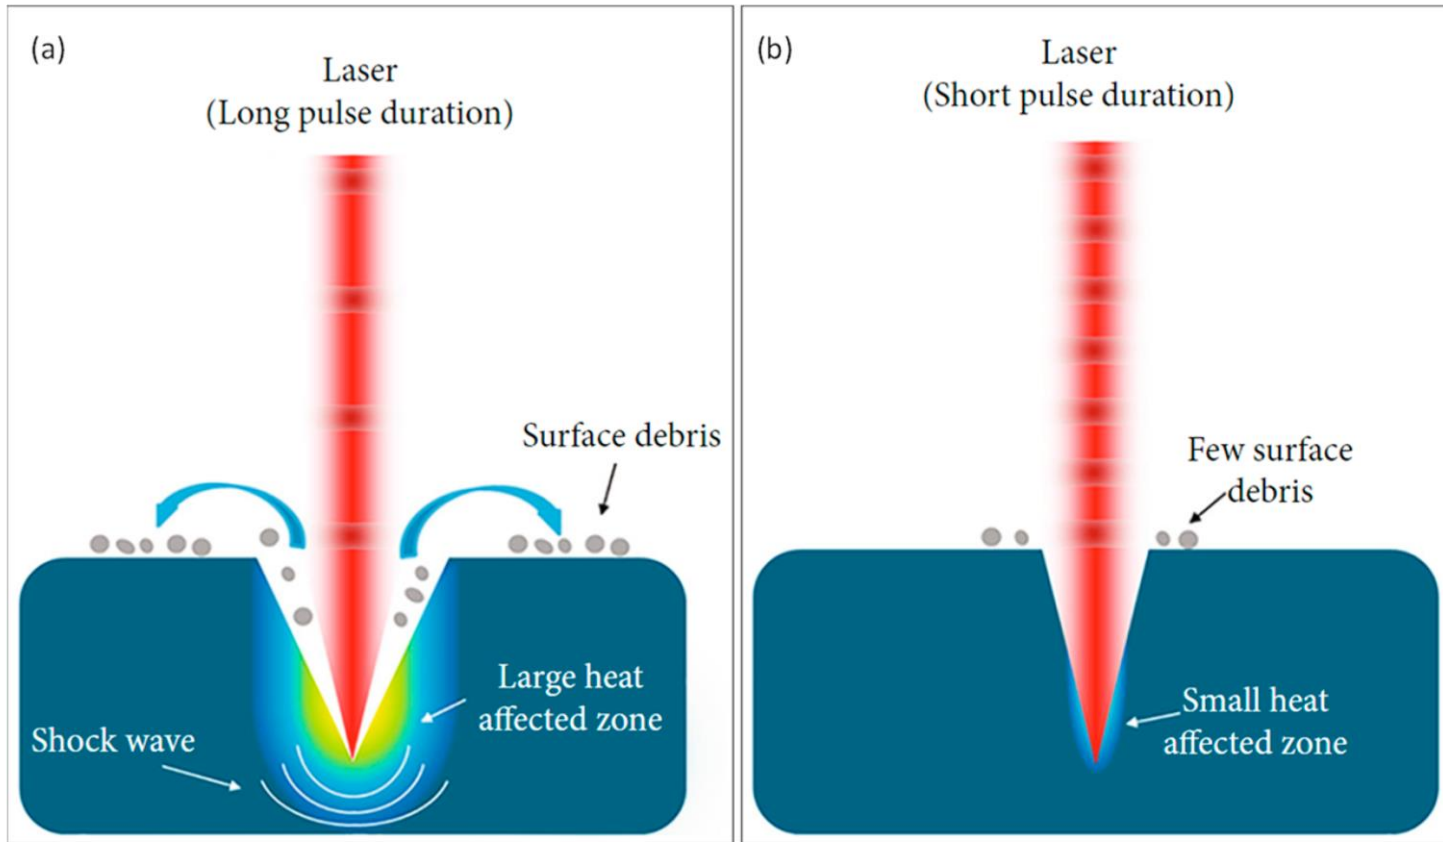 (a)
Laser
(Long pulse duration)
Surface debris
Large heat
affected zone
Shock wave
(b)
Laser
(Short pulse duration)
Few surface
debris
Small heat
affected zone